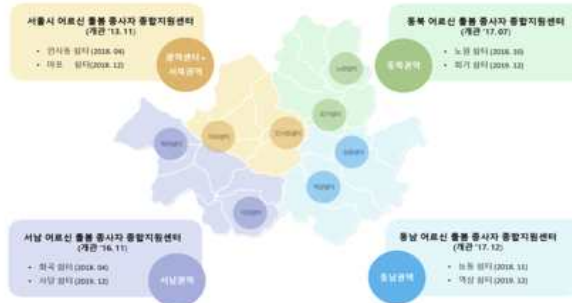 서울시 어르신 돌봄 종사자 종합지원센터
(개관 '13. 11)
쉼터 (2018. 04)
마포 쉼터(2018. 12)
광역센터+
서북권역
동북 어르신 돌봄 종사자 종합지원센터
(개관 '17. 07)
노원 쉼터 (2018. 10)
회기 쉼터 (2019. 12)
동북권역
서남 어르신 돌봄 종사자 종합지원센터
(개관 '16. 11)
화곡 쉼터 (2018. 04)
사당 쉼터 (2019. 12)
서남권역
동남 어르신 돌봄 종사자 종합지원센터
(개관 '17. 12)
능동 쉼터 (2018. 11)
역삼 쉼터 (2019. 12)
동남권역